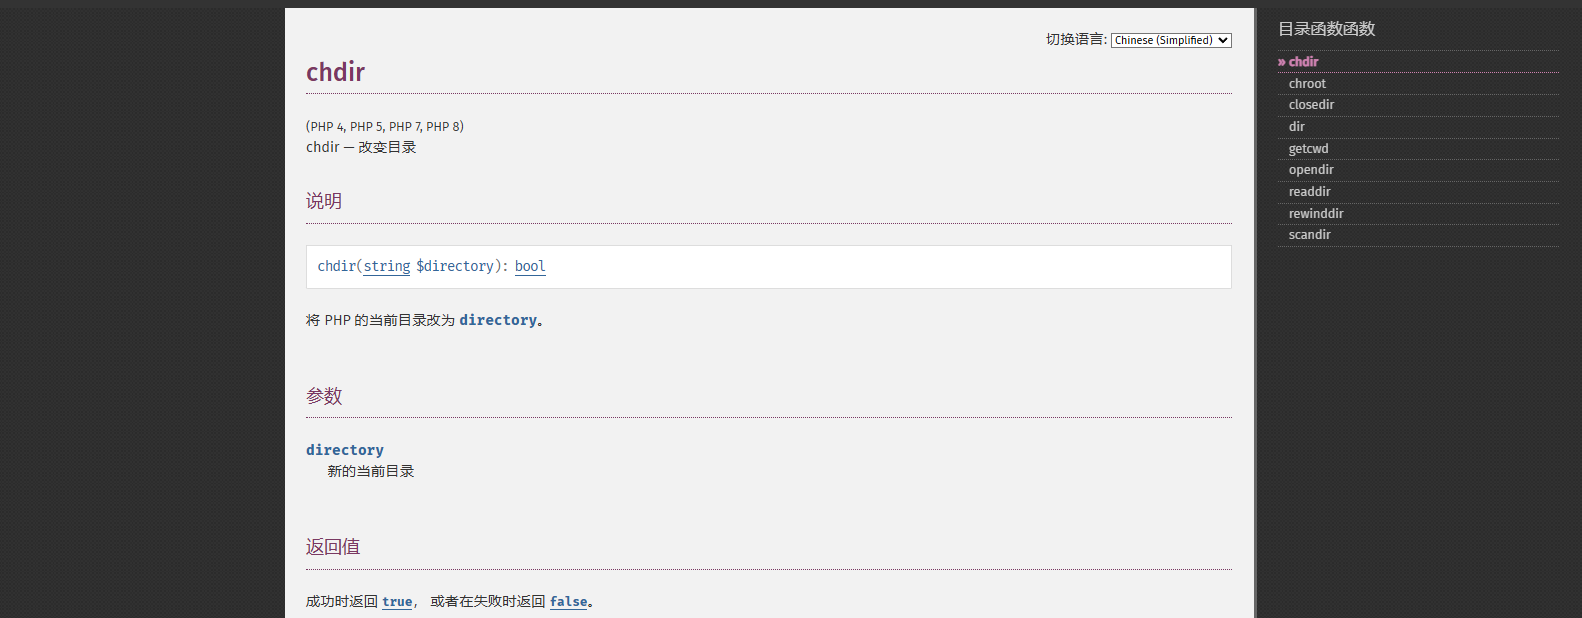 切换语言: Chinese (Simplified)
chdir
(PHP 4, PHP 5, PHP 7, PHP 8)
chdir — 改变目录
说明
chdir(string $directory): bool
将 PHP 的当前目录改为 directory。
参数
directory
新的当前目录
返回值
成功时返回 true， 或者在失败时返回 false。
目录函数函数
» chdir
chroot
closedir
dir
getcwd
opendir
readdir
rewinddir
scandir